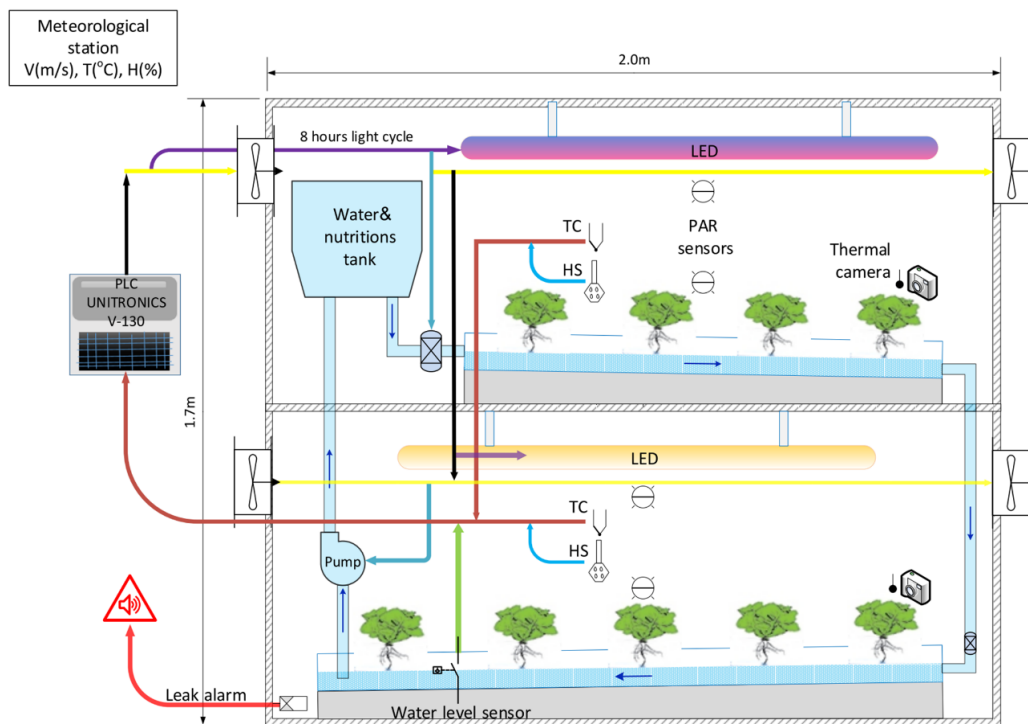 Meteorological
station
V(m/s), T(°C), H(%)
2.0m
8 hours light cycle
LED
Water&
nutritions
tank
TC
PAR
sensors
HS
Thermal
camera
PLC
UNITRONICS
V-130
1.7m
LED
TC
HS
Pump
Leak alarm
Water level sensor